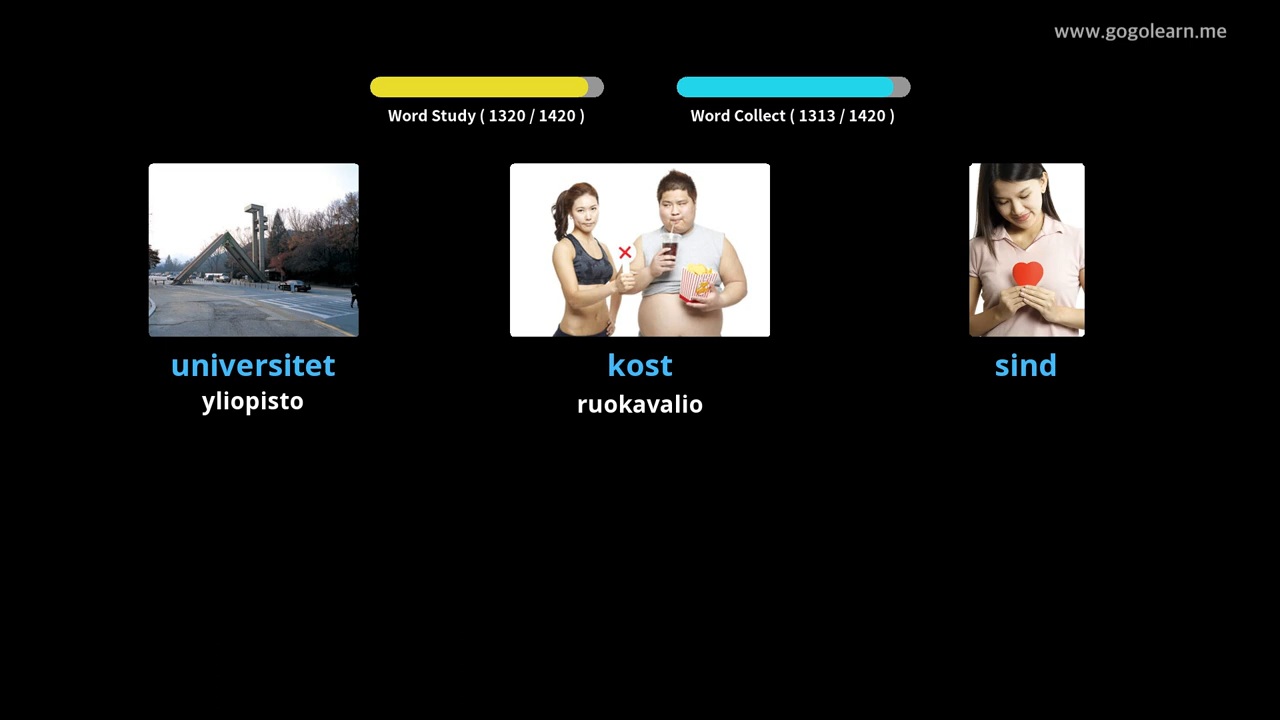 www.gogolearn.me
Word Study ( 1320 / 1420 )
Word Collect ( 1313 / 1420 )
universitet
kost
sind
yliopisto
ruokavalio